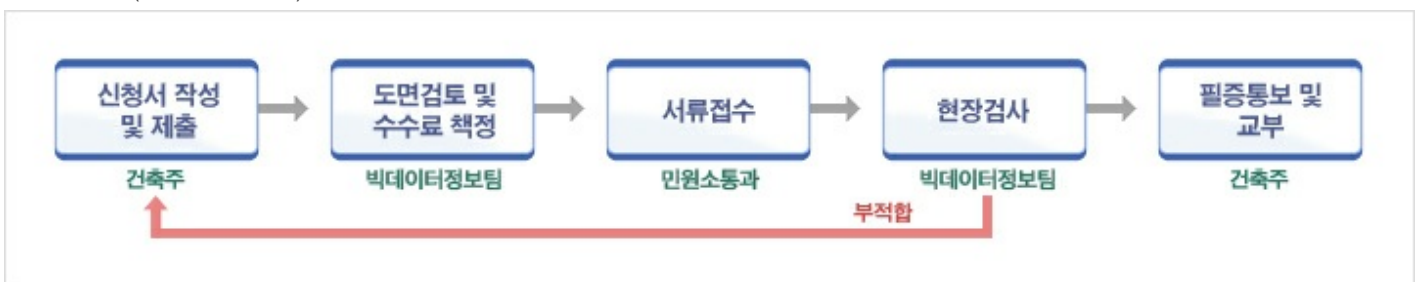 신청서 작성
및 제출
도면검토 및
수수료 책정
서류접수
현장검사
필증통보 및
교부
건축주
빅데이터정보팀
민원소통과
빅데이터정보팀
건축주
부적합